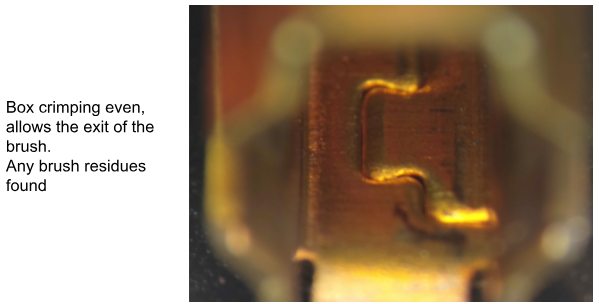 Box crimping even,
allows the exit of the
brush.
Any brush residues
found